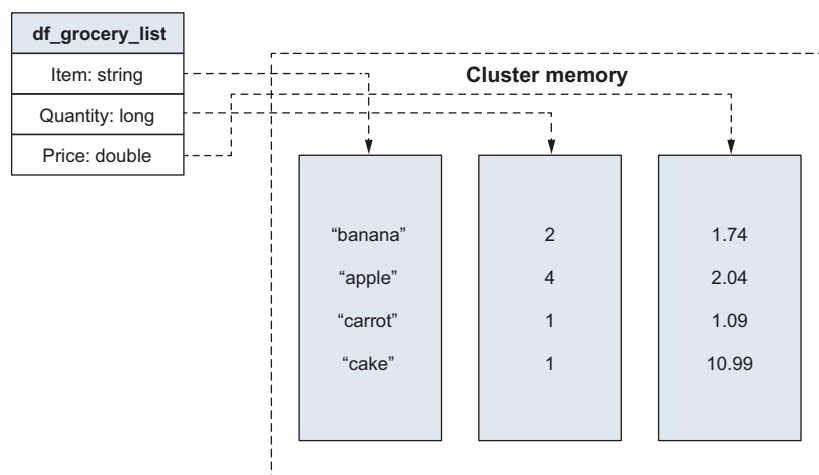 df_grocery_list
Item: string
Quantity: long
Price: double
Cluster memory
“banana” 2 1.74
“apple” 4 2.04
“carrot” 1 1.09
“cake” 1 10.99